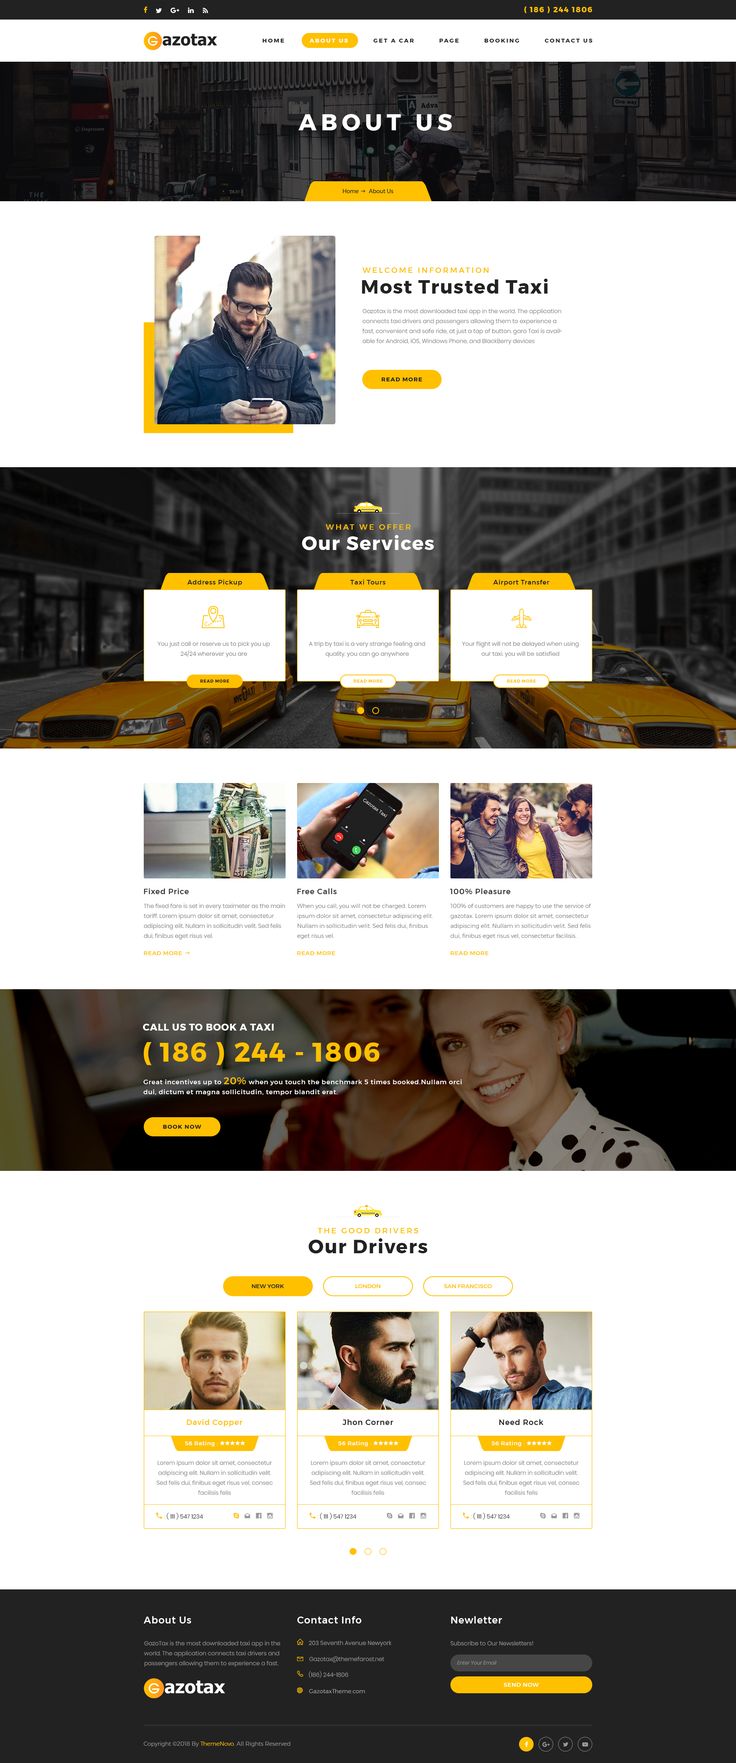 ( 186 ) 244 1806
Gazotax
HOME
ABOUT US
GET A CAR
PAGE
BOOKING
CONTACT US
ABOUT US
Home → About Us
WELCOME INFORMATION
Most Trusted Taxi
Gazotax is the most downloaded taxi app in the world. The application
connects taxi drivers and passengers allowing them to experience a
fast, convenient and safe ride, at just a tap of button. gara Taxi is avail-
able for Android, iOS, Windows Phone, and BlackBerry devices
READ MORE
WHAT WE OFFER
Our Services
Address Pickup
You just call or reserve us to pick you up
24/24 wherever you are
READ MORE
Taxi Tours
A trip by taxi is a very strange feeling and
quality. you can go anywhere
READ MORE
Airport Transfer
Your flight will not be delayed when using
our taxi. you will be satisfied
READ MORE
Gazotax Taxi
Fixed Price
The fixed fare is set in every taximeter as the main
tariff. Lorem ipsum dolor sit amet, consectetur
adipiscing elit. Nullam in sollicitudin velit. Sed felis
dui, finibus eget risus vel.
READ MORE →
Free Calls
When you call, you will not be charged. Lorem
ipsum dolor sit amet, consectetur adipiscing elit.
Nullam in sollicitudin velit. Sed felis dui, finibus
eget risus vel.
READ MORE
100% Pleasure
100% of customers are happy to use the service of
gazotax. Lorem ipsum dolor sit amet, consectetur
adipiscing elit. Nullam in sollicitudin velit. Sed felis
dui, finibus eget risus vel, consectetur facilisis.
READ MORE
CALL US TO BOOK A TAXI
( 186 ) 244 - 1806
Great incentives up to 20% when you touch the benchmark 5 times booked.Nullam orci
dui, dictum et magna sollicitudin, tempor blandit erat.
BOOK NOW
THE GOOD DRIVERS
Our Drivers
NEW YORK
LONDON
SAN FRANCISCO
David Copper
56 Rating ★★★★★
Lorem ipsum dolor sit amet, consectetur
adipiscing elit. Nullam in sollicitudin velit.
Sed felis dui, finibus eget risus vel, consec
facilisis felis
( 111 ) 547 1234
Jhon Corner
56 Rating ★★★★★
Lorem ipsum dolor sit amet, consectetur
adipiscing elit. Nullam in sollicitudin velit.
Sed felis dui, finibus eget risus vel, consec
facilisis felis
( 111 ) 547 1234
Need Rock
56 Rating ★★★★★
Lorem ipsum dolor sit amet, consectetur
adipiscing elit. Nullam in sollicitudin velit.
Sed felis dui, finibus eget risus vel, consec
facilisis felis
( 111 ) 547 1234
About Us
GazoTax is the most downloaded taxi app in the
world. The application connects taxi drivers and
passengers allowing them to experience a fast.
Gazotax
Contact Info
203 Seventh Avenue Newyork
Gazotax@themefarost.net
(186) 244-1806
GazotaxTheme.com
Newletter
Subscribe to Our Newsletters!
Enter Your Email
SEND NOW
Copyright ©2018 By ThemeNovo. All Rights Reserved